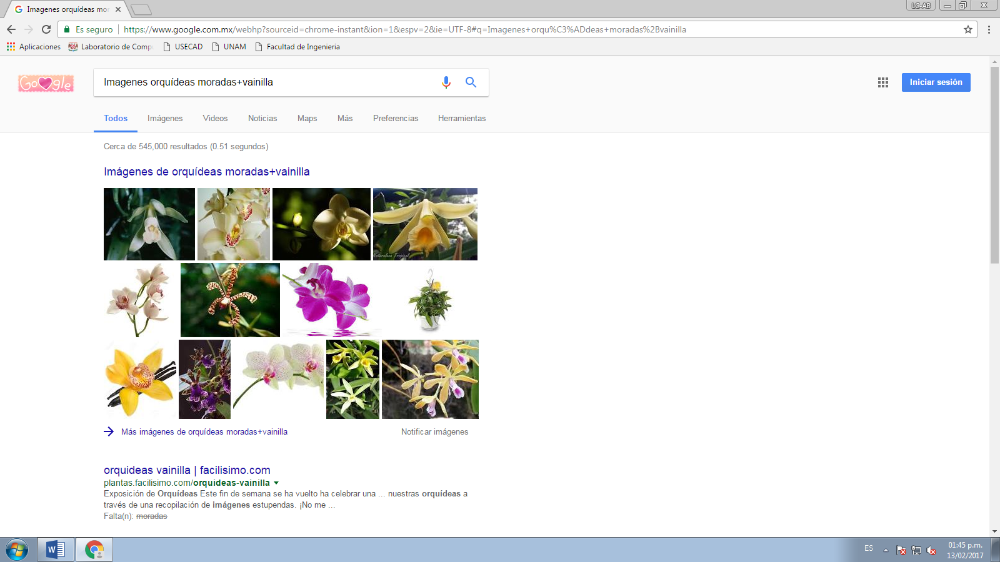 Imagenes orquídeas mor
LC-AB
Es seguro
https://www.google.com.mx/webhp?sourceid=chrome-instant&ion=1&espv=2&ie=UTF-8#q=Imagenes+orqu%C3%ADdeas+moradas%2Bvainilla
Aplicaciones Laboratorio de Compu USECAD UNAM Facultad de Ingenieria
Google
Imagenes orquídeas moradas+vainilla
Iniciar sesión
Todos Imágenes Videos Noticias Maps Más Preferencias Herramientas
Cerca de 545,000 resultados (0.51 segundos)
Imágenes de orquídeas moradas+vainilla
Naturaleza Tropical
Más imágenes de orquídeas moradas+vainilla
Notificar imágenes
orquideas vainilla | facilisimo.com
plantas.facilisimo.com/orquideas-vainilla
Exposición de Orquídeas Este fin de semana se ha vuelto ha celebrar una ... nuestras orquídeas a
través de una recopilación de imágenes estupendas. ¡No me ...
Falta(n): moradas
W
ES
01:45 p.m.
13/02/2017